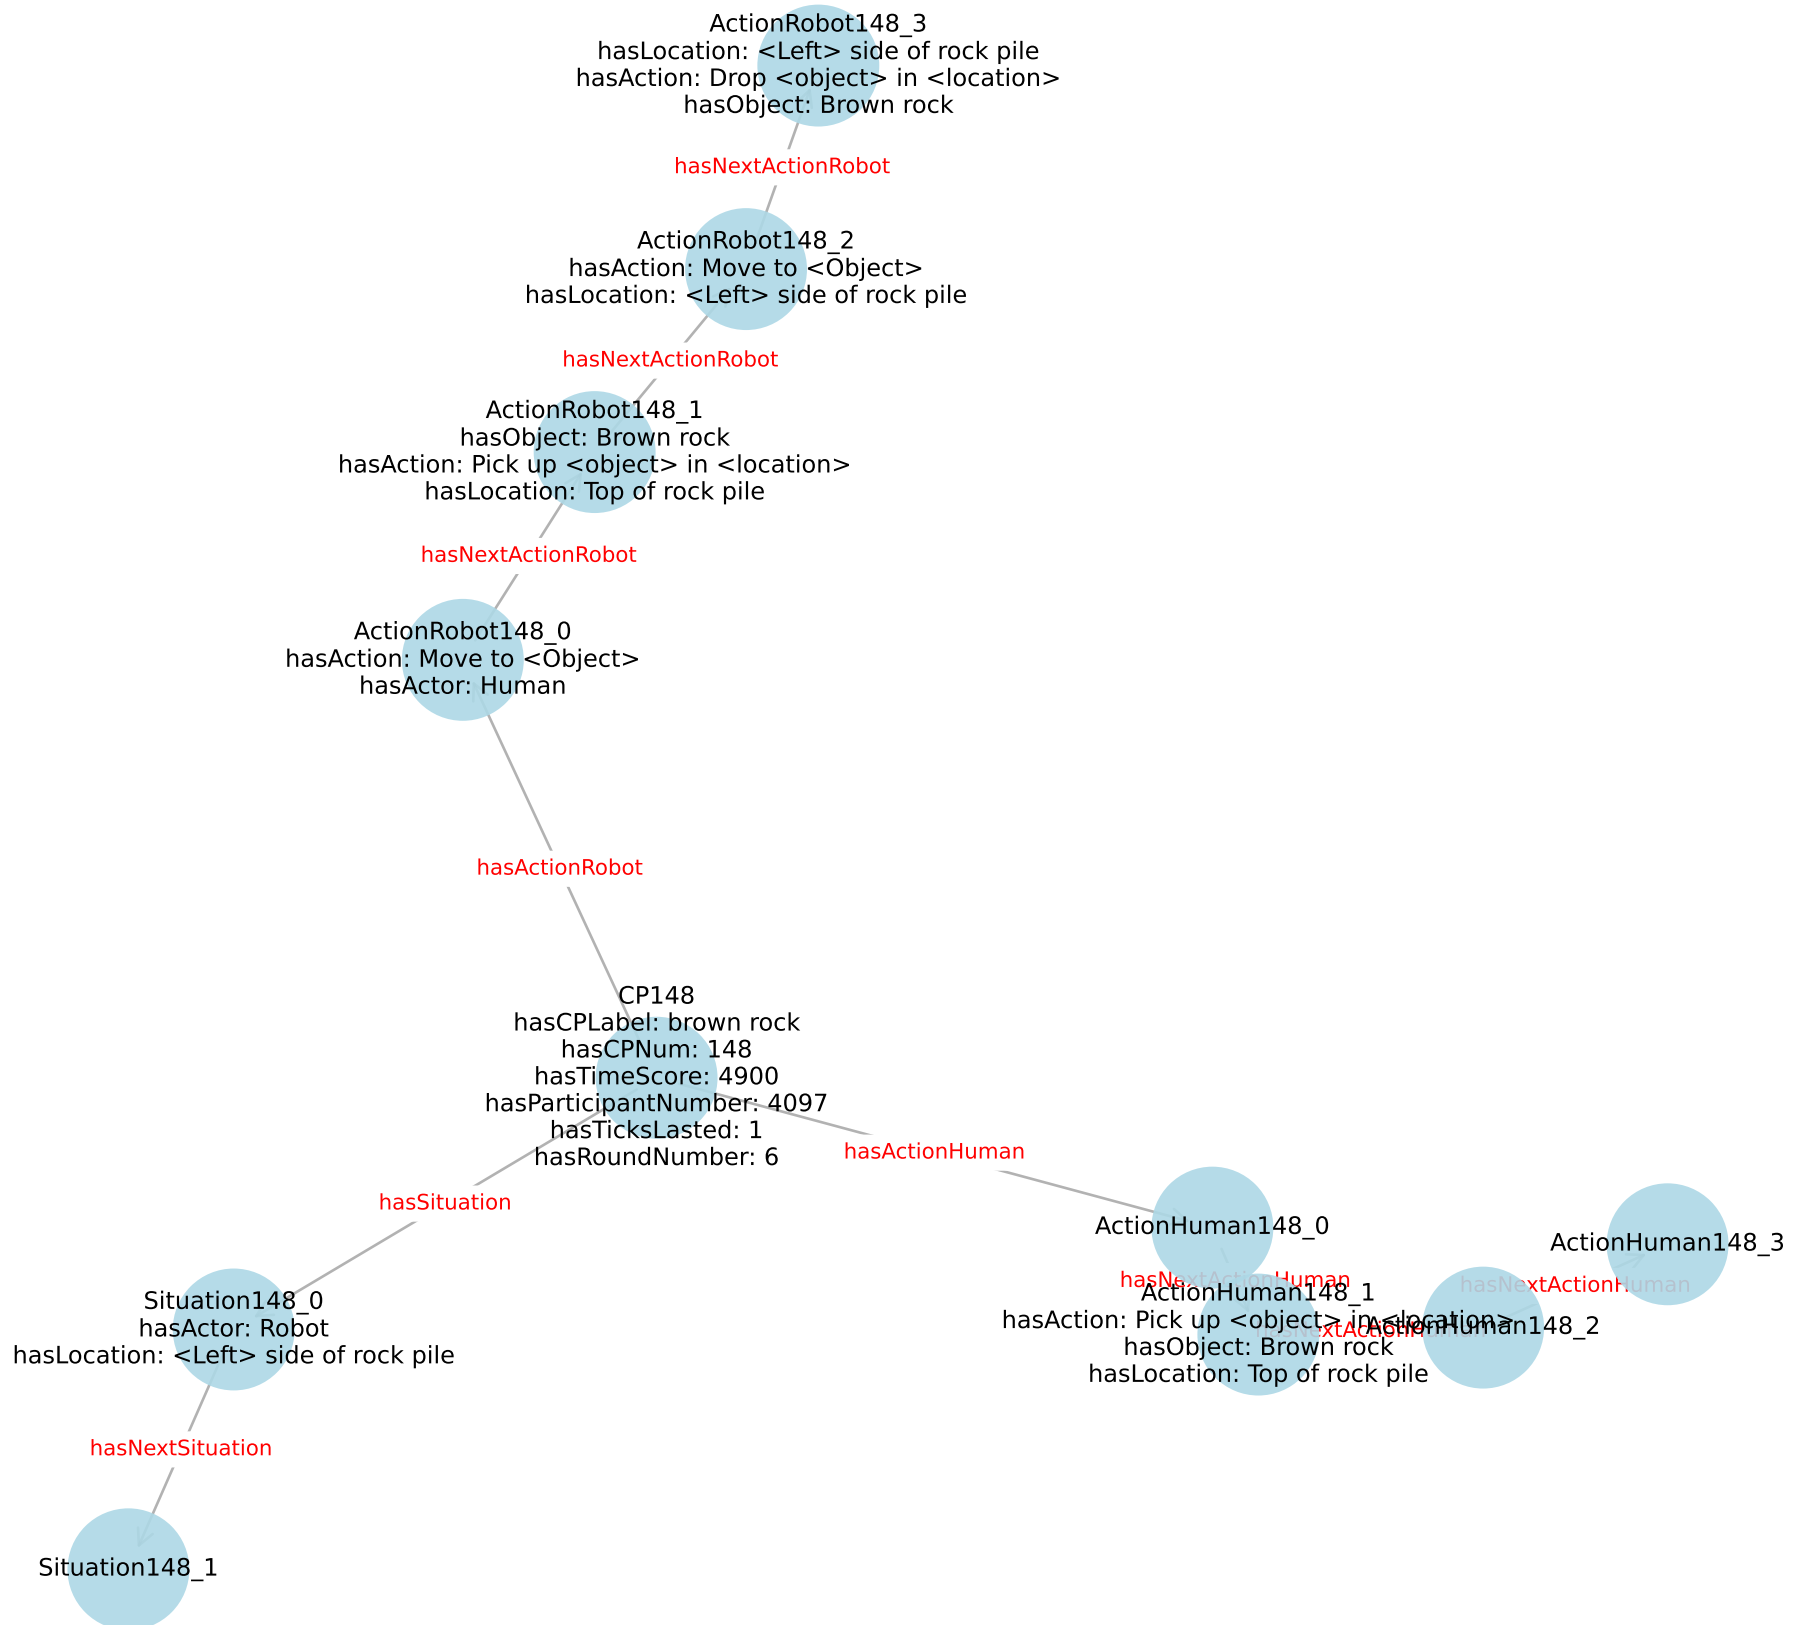 ActionRobot148_3
hasLocation: <Left> side of rock pile
hasAction: Drop <object> in <location>
hasObject: Brown rock
hasNextActionRobot
ActionRobot148_2
hasAction: Move to <Object>
hasLocation: <Left> side of rock pile
hasNextActionRobot
ActionRobot148_1
hasObject: Brown rock
hasAction: Pick up <object> in <location>
hasLocation: Top of rock pile
hasNextActionRobot
ActionRobot148_0
hasAction: Move to <Object>
hasActor: Human
hasActionRobot
CP148
hasCPLabel: brown rock
hasCPNum: 148
hasTimeScore: 4900
hasParticipantNumber: 4097
hasTicksLasted: 1
hasRoundNumber: 6
hasActionHuman
hasSituation
ActionHuman148_0
ActionHuman148_3
hasNextActionHuman
hasNextActionHuman
ActionHuman148_1
hasAction: Pick up <object> in <location>
hasObject: Brown rock
hasLocation: Top of rock pile
hasNextActionHuman
ActionHuman148_2
Situation148_0
hasActor: Robot
hasLocation: <Left> side of rock pile
hasNextSituation
Situation148_1